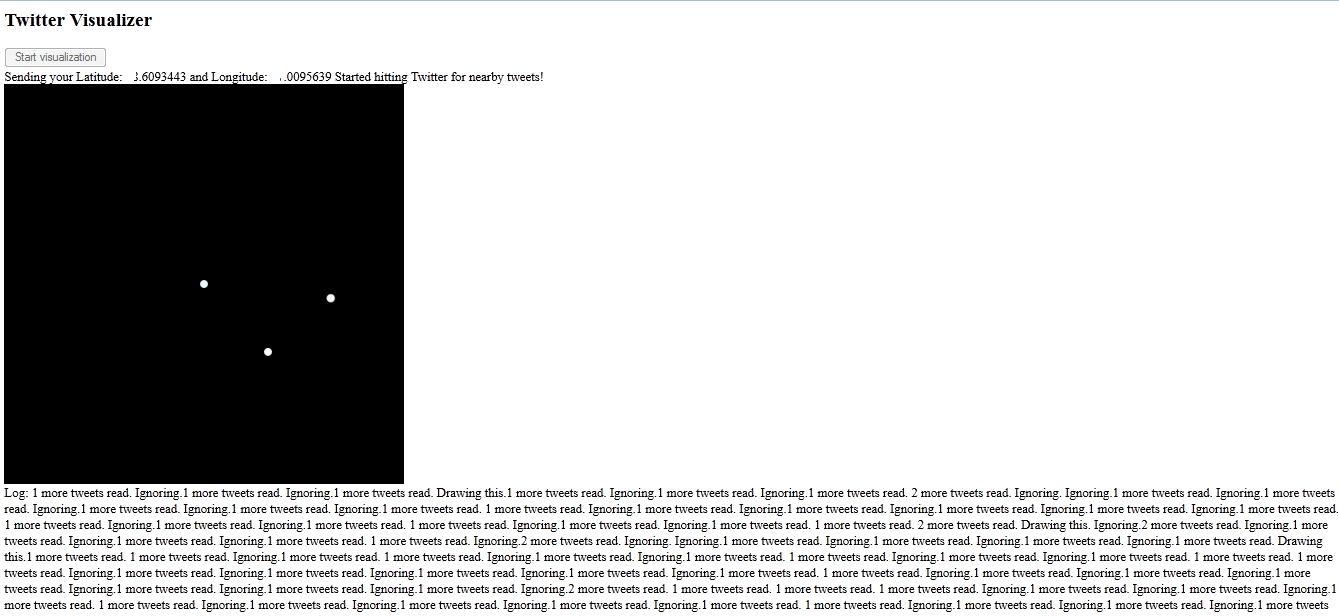 Twitter Visualizer
Start visualization
Sending your Latitude: .6093443 and Longitude: .0095639 Started hitting Twitter for nearby tweets!
Log: 1 more tweets read. Ignoring.1 more tweets read. Ignoring.1 more tweets read. Drawing this.1 more tweets read. Ignoring.1 more tweets read. Ignoring.1 more tweets read. 2 more tweets read. Ignoring. Ignoring.1 more tweets read. Ignoring.1 more tweets
read. Ignoring.1 more tweets read. Ignoring.1 more tweets read. Ignoring.1 more tweets read. 1 more tweets read. Ignoring.1 more tweets read. Ignoring.1 more tweets read. Ignoring.1 more tweets read. Ignoring.1 more tweets read. Ignoring.1 more tweets read.
1 more tweets read. Ignoring.1 more tweets read. Ignoring.1 more tweets read. 1 more tweets read. Ignoring.1 more tweets read. Ignoring.1 more tweets read. 1 more tweets read. 2 more tweets read. Drawing this. Ignoring.2 more tweets read. Ignoring.1 more
tweets read. Ignoring.1 more tweets read. Ignoring.1 more tweets read. 1 more tweets read. Ignoring.2 more tweets read. Ignoring. Ignoring.1 more tweets read. Ignoring.1 more tweets read. Ignoring.1 more tweets read. Ignoring.1 more tweets read. Drawing
this.1 more tweets read. 1 more tweets read. Ignoring.1 more tweets read. 1 more tweets read. Ignoring.1 more tweets read. Ignoring.1 more tweets read. 1 more tweets read. Ignoring.1 more tweets read. Ignoring.1 more tweets read. 1 more tweets read. 1 more
tweets read. Ignoring.1 more tweets read. Ignoring.1 more tweets read. Ignoring.1 more tweets read. Ignoring.1 more tweets read. Ignoring.1 more tweets read. 1 more tweets read. Ignoring.1 more tweets read. Ignoring.1 more tweets read. Ignoring.1 more
tweets read. Ignoring.1 more tweets read. Ignoring.1 more tweets read. Ignoring.1 more tweets read. Ignoring.2 more tweets read. 1 more tweets read. 1 more tweets read. 1 more tweets read. Ignoring.1 more tweets read. Ignoring.1 more tweets read. Ignoring.1
more tweets read. 1 more tweets read. Ignoring.1 more tweets read. Ignoring.1 more tweets read. Ignoring.1 more tweets read. Ignoring.1 more tweets read. 1 more tweets read. Ignoring.1 more tweets read. Ignoring.1 more tweets read. Ignoring.1 more tweets